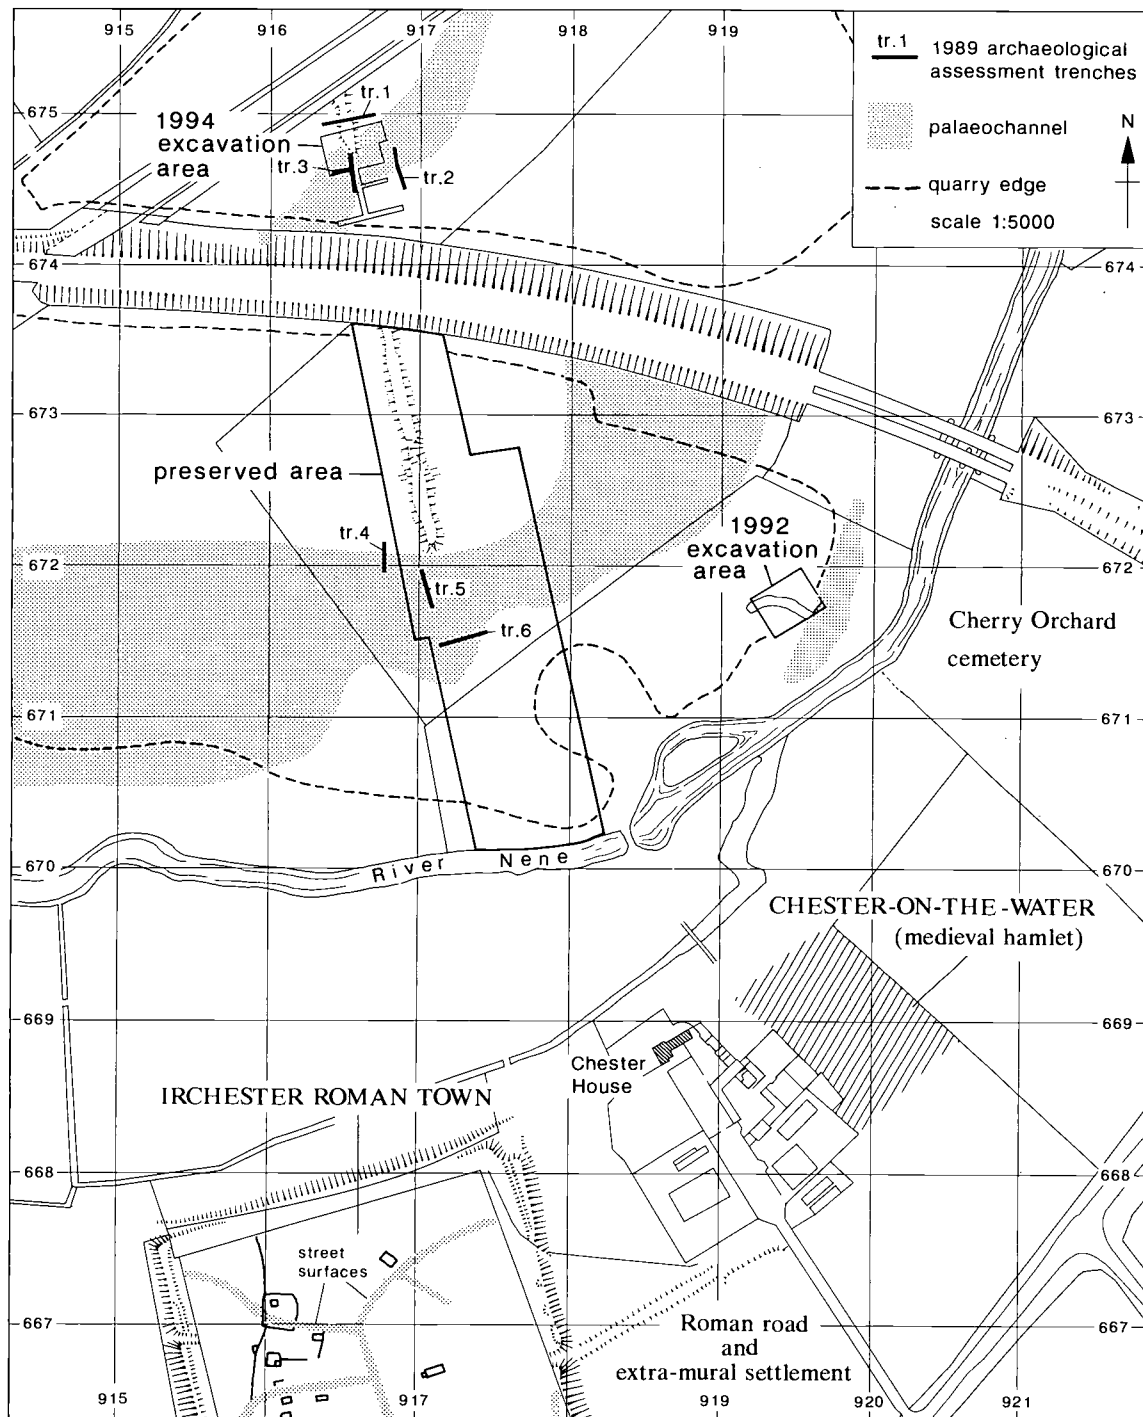 915
916
917
918
919
tr.1
1989 archaeological
assessment trenches
palaeochannel
N
quarry edge
scale 1:5000
675
tr.1
1994
excavation
area
tr.3
tr.2
674
674
673
673
preserved area
tr.4
1992
excavation
area
672
672
tr.5
tr.6
Cherry Orchard
cemetery
671
671
670
River Nene
670
CHESTER-ON-THE-WATER
(medieval hamlet)
669
669
Chester
House
IRCHESTER ROMAN TOWN
668
668
street
surfaces
667
667
Roman road
and
extra-mural settlement
915
917
919
920
921